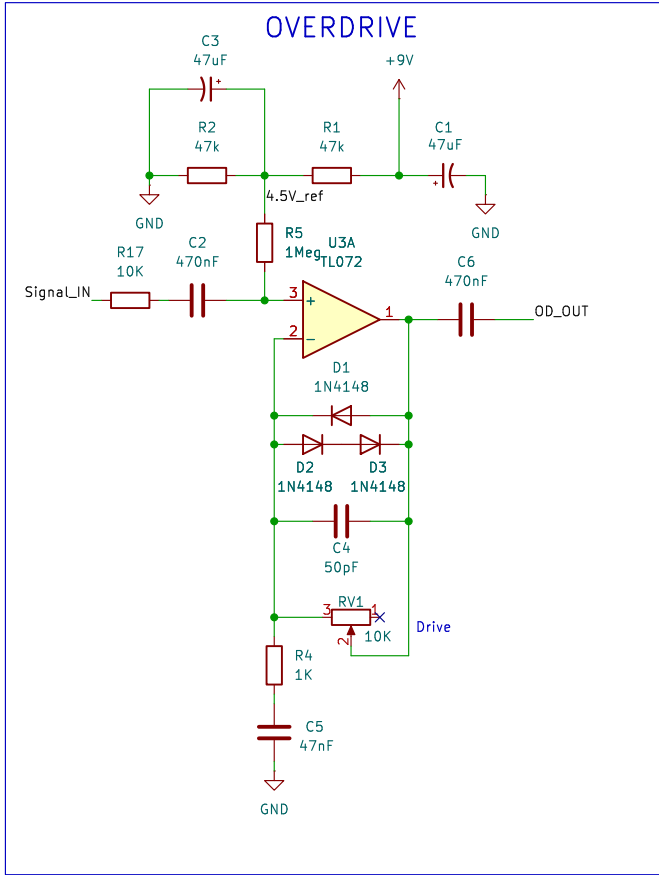 OVERDRIVE
C3
47uF
+9V
R2
47k
R1
47k
C1
47uF
+
+
4.5V_ref
GND
GND
R5
1Meg
U3A
TL072
R17
10K
C2
470nF
C6
470nF
Signal_IN
3
+
1
OD_OUT
2
−
D1
1N4148
D2
1N4148
D3
1N4148
C4
50pF
RV1
3
1
10K
2
Drive
R4
1K
C5
47nF
GND